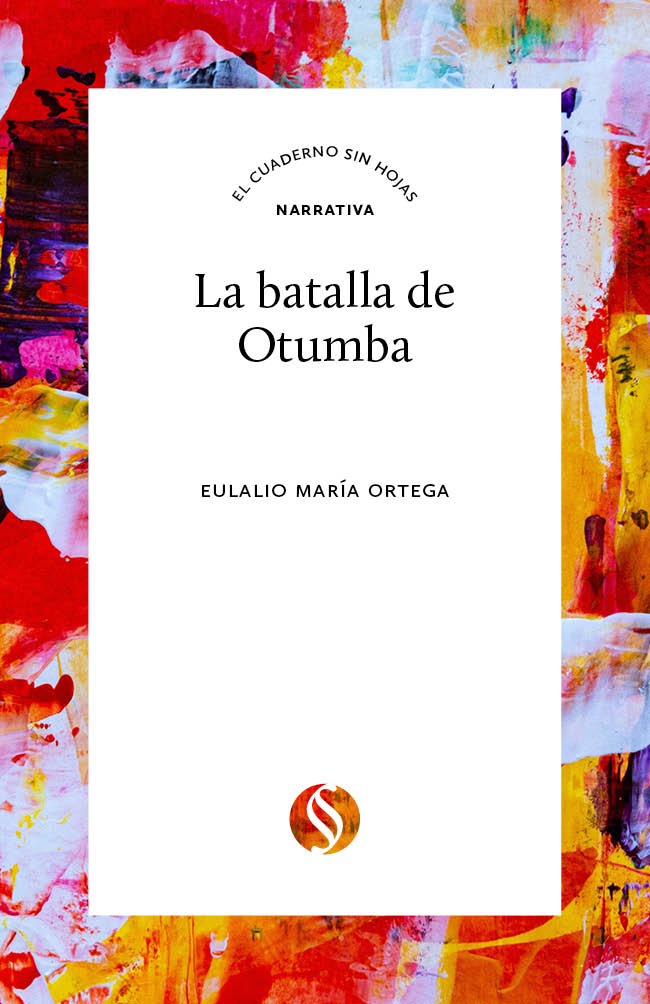 EL CUADERNO SIN HOJAS
NARRATIVA
La batalla de
Otumba
EULALIO MARÍA ORTEGA